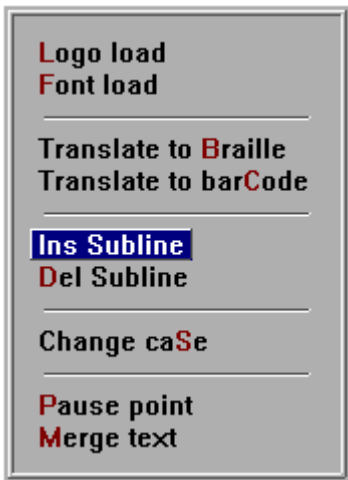 Logo load
Font load
Translate to Braille
Translate to barCode
Ins Subline
Del Subline
Change caSe
Pause point
Merge text